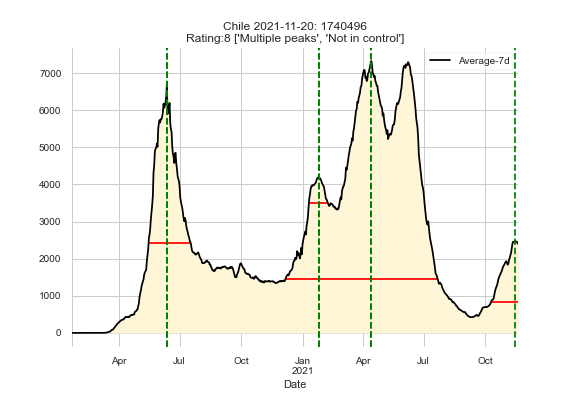 Chile 2021-11-20: 1740496
Rating:8 ['Multiple peaks', 'Not in control']
Average-7d
7000
6000
5000
4000
3000
2000
1000
0
Apr Jul Oct Jan Apr Jul Oct
2021
Date